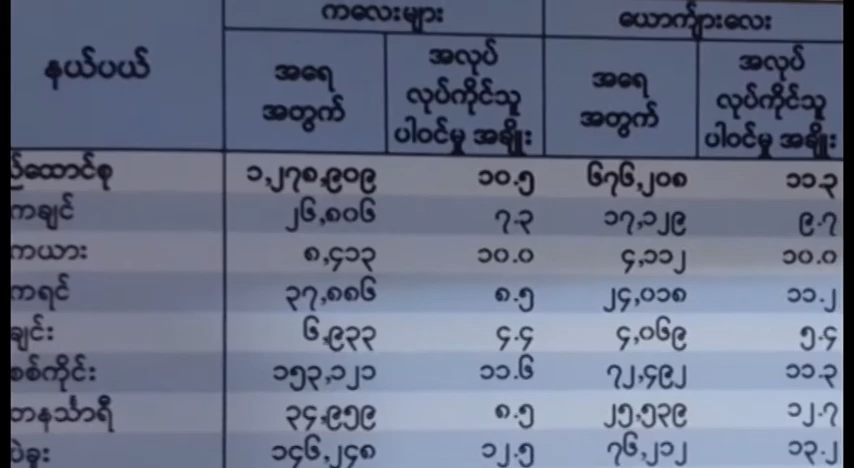 ကလေးများ ယောက်ျားလေး
နယ်ပယ် အရေအတွက် အလုပ်လုပ်ကိုင်သူပါဝင်မှု အချိုး အရေအတွက် အလုပ်လုပ်ကိုင်သူပါဝင်မှု အချိုး
ည်ထောင်စု ၁,၂၇၈,၉၀၉ ၁၀.၅ ၆၇၆,၂၀၈ ၁၁.၃
ကချင် ၂၆,၈၀၆ ၇.၃ ၁၇,၁၂၉ ၉.၇
ကယား ၈,၄၁၃ ၁၀.၀ ၄,၁၁၂ ၁၀.၀
ကရင် ၃၇,၈၈၆ ၈.၅ ၂၄,၀၁၈ ၁၁.၂
ချင်း ၆,၉၃၃ ၄.၄ ၄,၀၆၉ ၅.၄
စစ်ကိုင်း ၁၅၃,၁၂၁ ၁၁.၆ ၇၂,၄၉၂ ၁၁.၃
တနင်္သာရီ ၃၄,၉၅၉ ၈.၅ ၂၅,၅၃၉ ၁၂.၇
ပဲခူး ၁၄၆,၂၄၈ ၁၂.၅ ၇၆,၂၁၂ ၁၃.၂